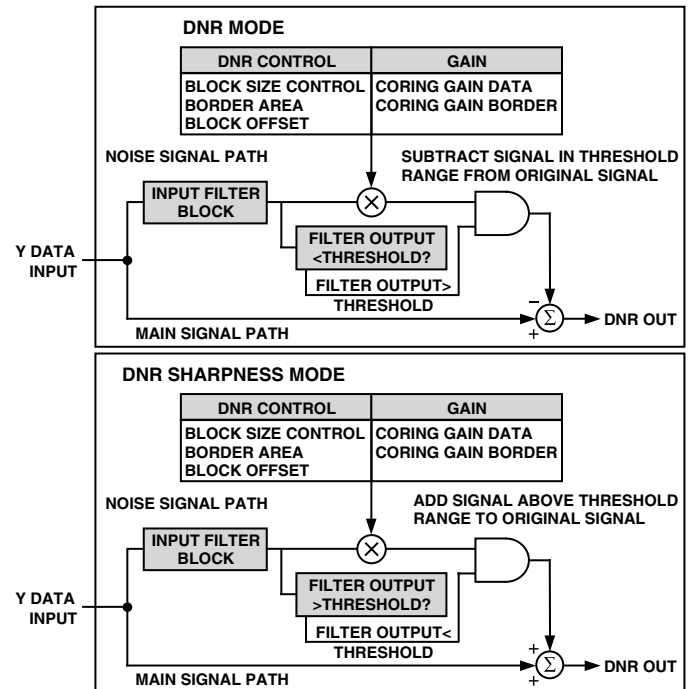 DNR MODE
DNR CONTROL GAIN
BLOCK SIZE CONTROL CORING GAIN DATA
BORDER AREA CORING GAIN BORDER
BLOCK OFFSET
NOISE SIGNAL PATH
SUBTRACT SIGNAL IN THRESHOLD
RANGE FROM ORIGINAL SIGNAL
INPUT FILTER
BLOCK
×
FILTER OUTPUT
<THRESHOLD?
Y DATA
INPUT
FILTER OUTPUT>
THRESHOLD
−
Σ
+
DNR OUT
MAIN SIGNAL PATH
DNR SHARPNESS MODE
DNR CONTROL GAIN
BLOCK SIZE CONTROL CORING GAIN DATA
BORDER AREA CORING GAIN BORDER
BLOCK OFFSET
NOISE SIGNAL PATH
ADD SIGNAL ABOVE THRESHOLD
RANGE TO ORIGINAL SIGNAL
INPUT FILTER
BLOCK
×
FILTER OUTPUT
>THRESHOLD?
Y DATA
INPUT
FILTER OUTPUT<
THRESHOLD
+
Σ
+
DNR OUT
MAIN SIGNAL PATH